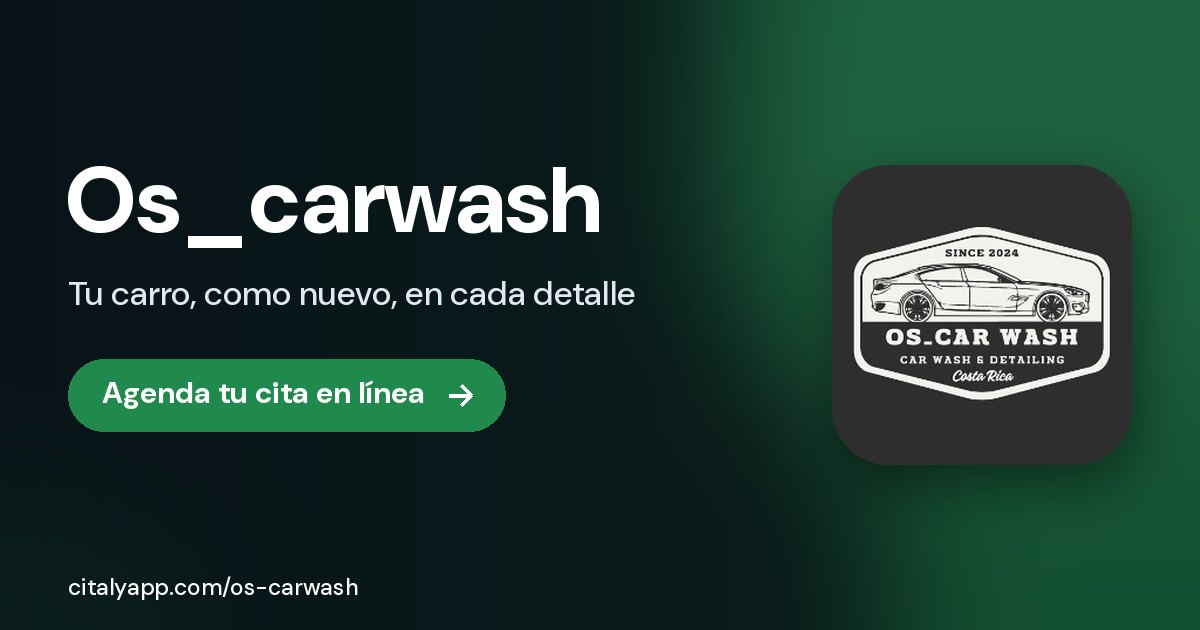 Os_carwash
Tu carro, como nuevo, en cada detalle
Agenda tu cita en línea →
citalyapp.com/os-carwash
SINCE 2024
OS_CAR WASH
CAR WASH & DETAILING
Costa Rica